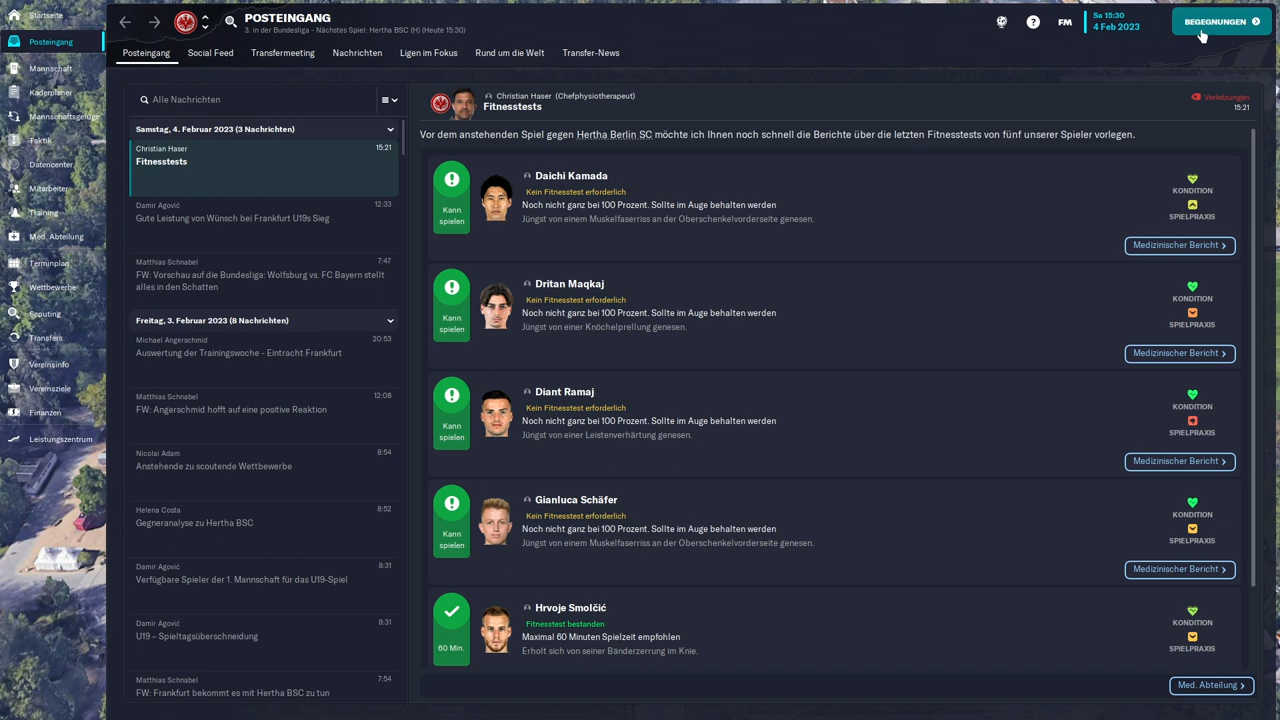 POSTEINGANG
3. in der Bundesliga - Nächstes Spiel: Hertha BSC (H) (Heute 15:30)
FM
Sa 15:30
4 Feb 2023
BEGEGNUNGEN
Startseite
Posteingang
Mannschaft
Kaderplaner
Mannschaftsgefüge
Taktik
Datencenter
Mitarbeiter
Training
Med. Abteilung
Terminplan
Wettbewerbe
Scouting
Transfers
Vereinsinfo
Vereinsziele
Finanzen
Leistungszentrum
Posteingang
Social Feed
Transfermeeting
Nachrichten
Ligen im Fokus
Rund um die Welt
Transfer-News
Alle Nachrichten
Samstag, 4. Februar 2023 (3 Nachrichten)
Christian Haser 15:21
Fitnesstests
Damir Agović 12:33
Gute Leistung von Wünsch bei Frankfurt U19s Sieg
Matthias Schnabel 7:47
FW: Vorschau auf die Bundesliga: Wolfsburg vs. FC Bayern stellt
alles in den Schatten
Freitag, 3. Februar 2023 (8 Nachrichten)
Michael Angerschmid 20:53
Auswertung der Trainingswoche - Eintracht Frankfurt
Matthias Schnabel 12:08
FW: Angerschmid hofft auf eine positive Reaktion
Nicolai Adam 8:54
Anstehende zu scoutende Wettbewerbe
Helena Costa 8:52
Gegneranalyse zu Hertha BSC
Damir Agović 8:31
Verfügbare Spieler der 1. Mannschaft für das U19-Spiel
Damir Agović 8:31
U19 – Spieltagsüberschneidung
Matthias Schnabel 7:54
FW: Frankfurt bekommt es mit Hertha BSC zu tun
Christian Haser (Chefphysiotherapeut)
Fitnesstests
Verletzungen
15:21
Vor dem anstehenden Spiel gegen Hertha Berlin SC möchte ich Ihnen noch schnell die Berichte über die letzten Fitnesstests von fünf unserer Spieler vorlegen.
Kann
spielen
Daichi Kamada
Kein Fitnesstest erforderlich
Noch nicht ganz bei 100 Prozent. Sollte im Auge behalten werden
Jüngst von einem Muskelfaserriss an der Oberschenkelvorderseite genesen.
KONDITION
SPIELPRAXIS
Medizinischer Bericht
Kann
spielen
Dritan Maqkaj
Kein Fitnesstest erforderlich
Noch nicht ganz bei 100 Prozent. Sollte im Auge behalten werden
Jüngst von einer Knöchelprellung genesen.
KONDITION
SPIELPRAXIS
Medizinischer Bericht
Kann
spielen
Diant Ramaj
Kein Fitnesstest erforderlich
Noch nicht ganz bei 100 Prozent. Sollte im Auge behalten werden
Jüngst von einer Leistenverhärtung genesen.
KONDITION
SPIELPRAXIS
Medizinischer Bericht
Kann
spielen
Gianluca Schäfer
Kein Fitnesstest erforderlich
Noch nicht ganz bei 100 Prozent. Sollte im Auge behalten werden
Jüngst von einem Muskelfaserriss an der Oberschenkelvorderseite genesen.
KONDITION
SPIELPRAXIS
Medizinischer Bericht
60 Min.
Hrvoje Smolčić
Fitnesstest bestanden
Maximal 60 Minuten Spielzeit empfohlen
Erholt sich von seiner Bänderzerrung im Knie.
KONDITION
SPIELPRAXIS
Med. Abteilung